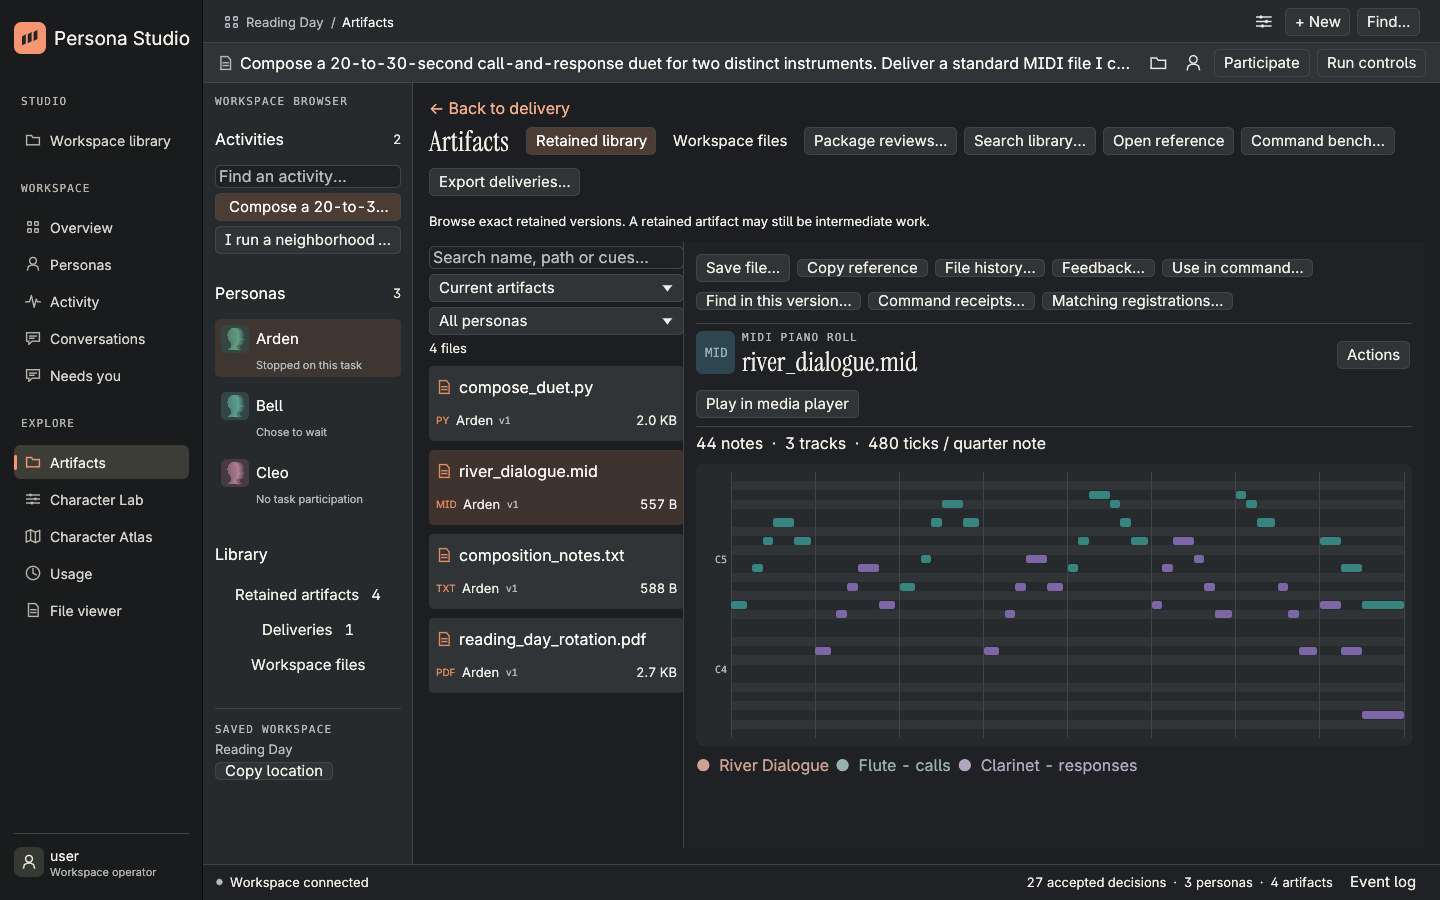 Persona Studio
STUDIO
Workspace library
WORKSPACE
Overview
Personas
Activity
Conversations
Needs you
EXPLORE
Artifacts
Character Lab
Character Atlas
Usage
File viewer
user
Workspace operator
Reading Day / Artifacts
+ New
Find...
Compose a 20-to-30-second call-and-response duet for two distinct instruments. Deliver a standard MIDI file I c...
Participate
Run controls
WORKSPACE BROWSER
Activities 2
Find an activity...
Compose a 20-to-3...
I run a neighborhood ...
Personas 3
Arden
Stopped on this task
Bell
Chose to wait
Cleo
No task participation
Library
Retained artifacts 4
Deliveries 1
Workspace files
SAVED WORKSPACE
Reading Day
Copy location
← Back to delivery
Artifacts
Retained library
Workspace files
Package reviews...
Search library...
Open reference
Command bench...
Export deliveries...
Browse exact retained versions. A retained artifact may still be intermediate work.
Search name, path or cues...
Current artifacts
All personas
4 files
compose_duet.py
PY Arden v1 2.0 KB
river_dialogue.mid
MID Arden v1 557 B
composition_notes.txt
TXT Arden v1 588 B
reading_day_rotation.pdf
PDF Arden v1 2.7 KB
Save file...
Copy reference
File history...
Feedback...
Use in command...
Find in this version...
Command receipts...
Matching registrations...
MID
MIDI PIANO ROLL
river_dialogue.mid
Actions
Play in media player
44 notes · 3 tracks · 480 ticks / quarter note
C5
C4
River Dialogue
Flute - calls
Clarinet - responses
Workspace connected
27 accepted decisions · 3 personas · 4 artifacts
Event log